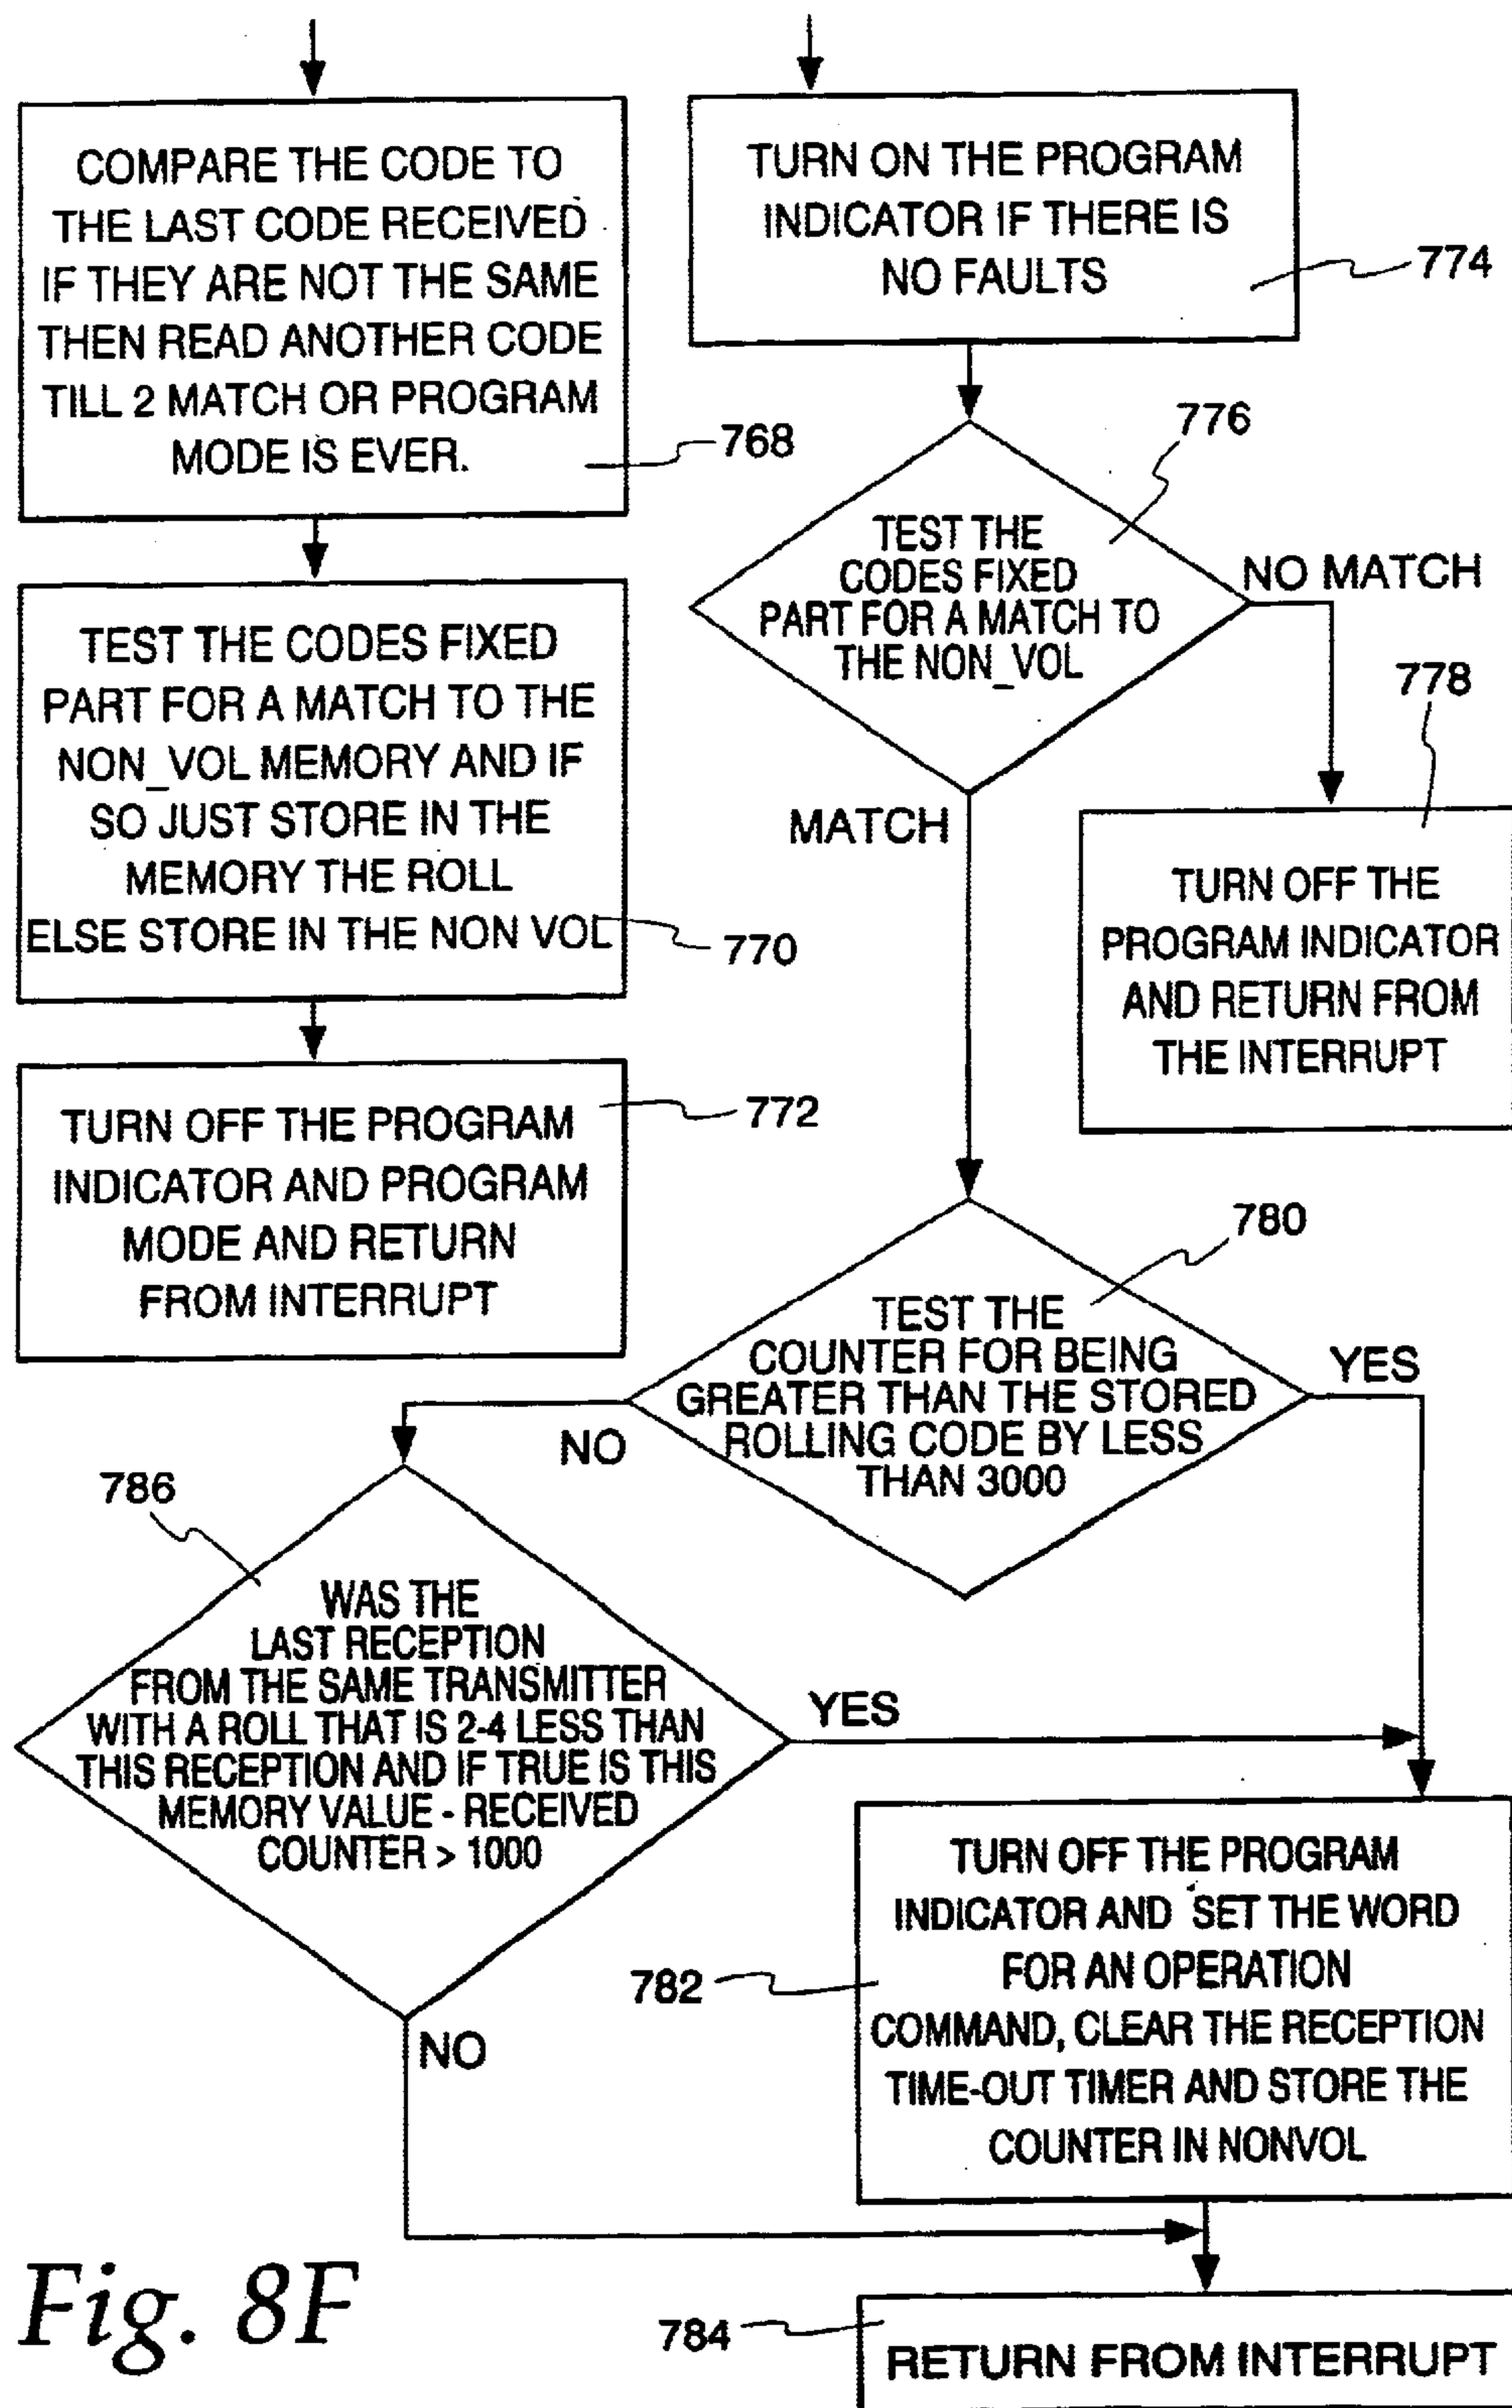 COMPARE THE CODE TO
THE LAST CODE RECEIVED
IF THEY ARE NOT THE SAME
THEN READ ANOTHER CODE
TILL 2 MATCH OR PROGRAM
MODE IS EVER.
768
TEST THE CODES FIXED
PART FOR A MATCH TO THE
NON_VOL MEMORY AND IF
SO JUST STORE IN THE
MEMORY THE ROLL
ELSE STORE IN THE NON VOL
770
TURN OFF THE PROGRAM
INDICATOR AND PROGRAM
MODE AND RETURN
FROM INTERRUPT
772
TURN ON THE PROGRAM
INDICATOR IF THERE IS
NO FAULTS
774
776
TEST THE
CODES FIXED
PART FOR A MATCH TO
THE NON_VOL
NO MATCH
MATCH
778
TURN OFF THE
PROGRAM INDICATOR
AND RETURN FROM
THE INTERRUPT
780
TEST THE
COUNTER FOR BEING
GREATER THAN THE STORED
ROLLING CODE BY LESS
THAN 3000
YES
NO
786
WAS THE
LAST RECEPTION
FROM THE SAME TRANSMITTER
WITH A ROLL THAT IS 2-4 LESS THAN
THIS RECEPTION AND IF TRUE IS THIS
MEMORY VALUE - RECEIVED
COUNTER > 1000
YES
NO
782
TURN OFF THE PROGRAM
INDICATOR AND SET THE WORD
FOR AN OPERATION
COMMAND, CLEAR THE RECEPTION
TIME-OUT TIMER AND STORE THE
COUNTER IN NONVOL
784
RETURN FROM INTERRUPT
Fig. 8F